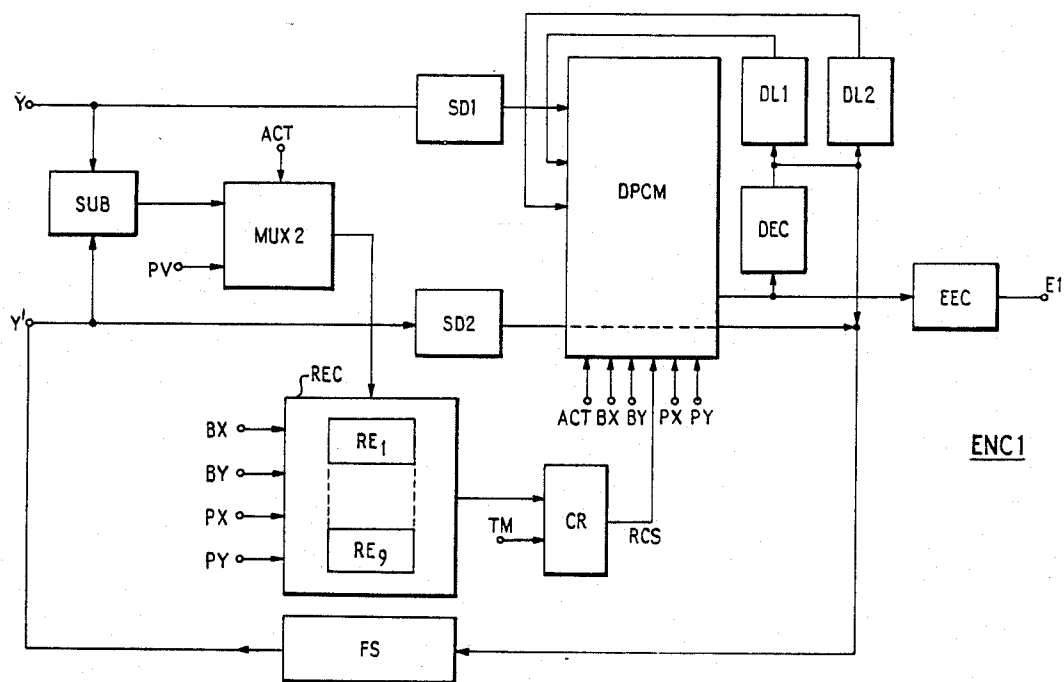 Y
SD1
DL1
DL2
ACT
SUB
MUX 2
DPCM
DEC
PV
EEC
E1
Y'
SD2
REC
ACT BX BY PX PY
BX
BY
PX
PY
RE1
RE9
TM
CR
RCS
ENC1
FS